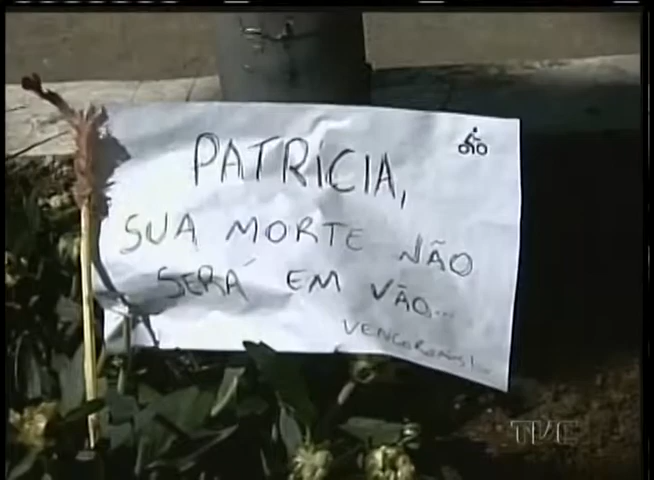 PATRÍCIA,
SUA MORTE NÃO
SERÁ EM VÃO...
VENCEREMOS!
TVE